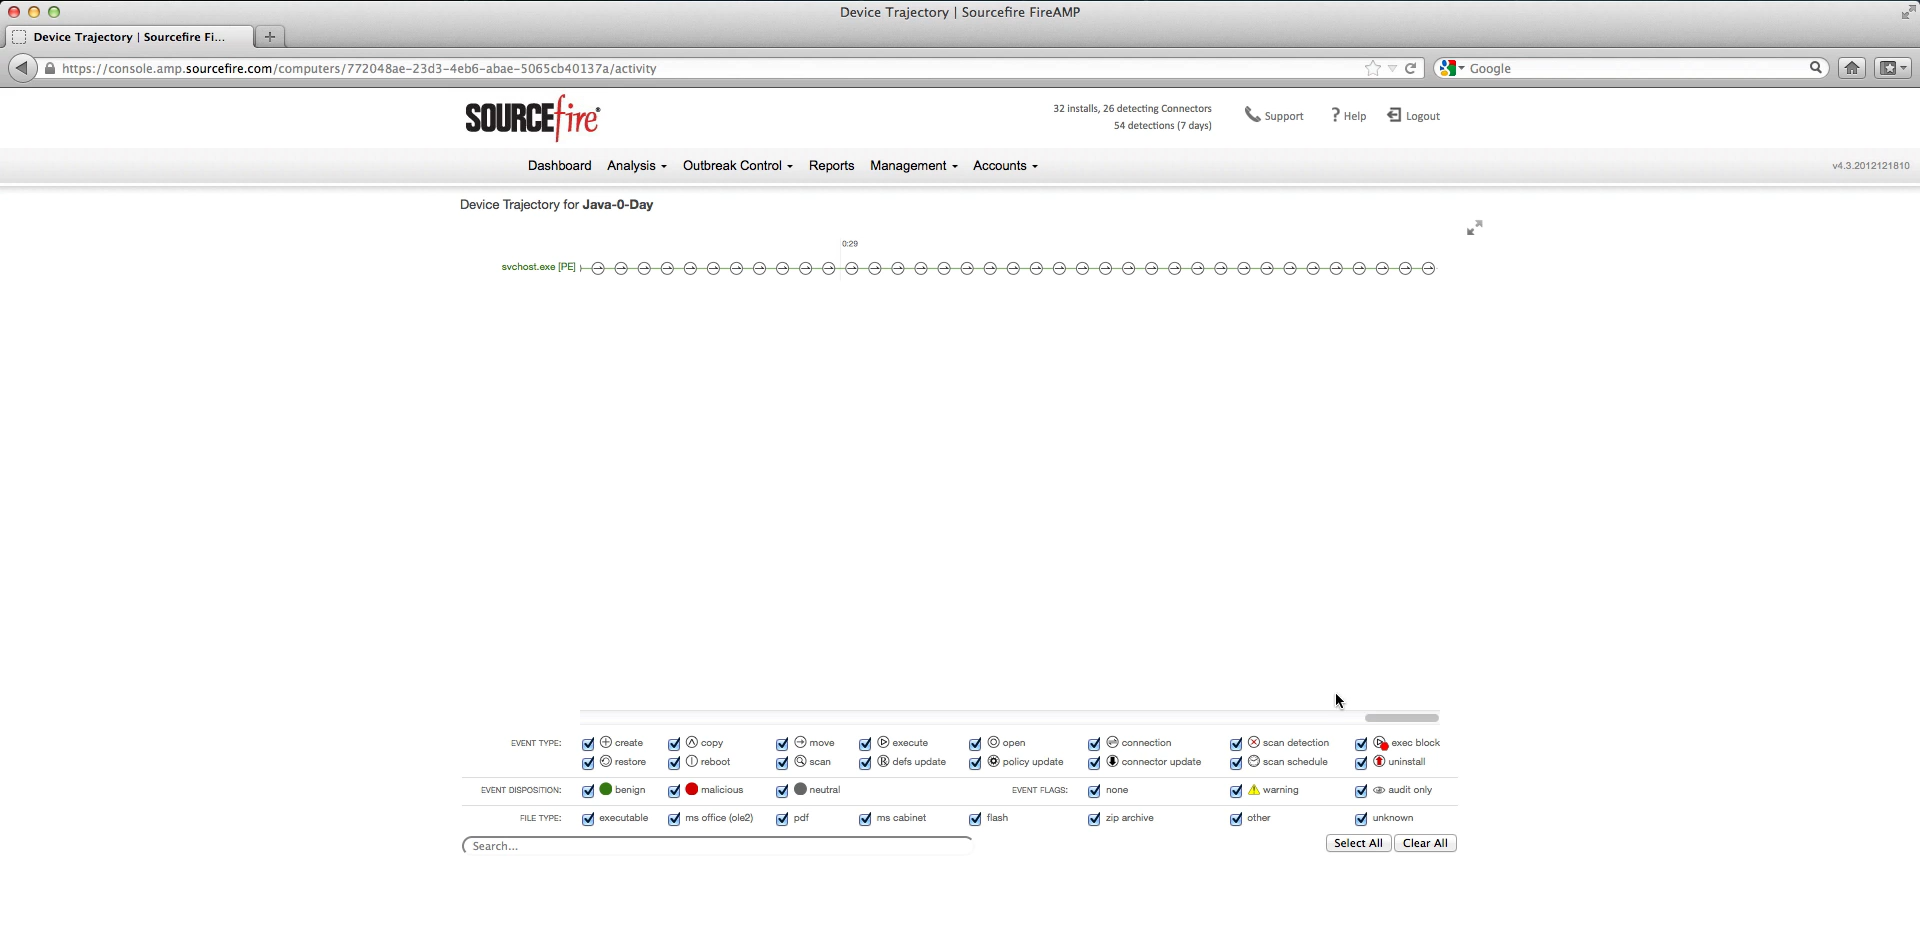 Device Trajectory | Sourcefire FireAMP
Device Trajectory | Sourcefire Fi...
https://console.amp.sourcefire.com/computers/772048ae-23d3-4eb6-abae-5065cb40137a/activity
Google
SOURCEfire®
32 installs, 26 detecting Connectors
54 detections (7 days)
Support
? Help
Logout
Dashboard Analysis Outbreak Control Reports Management Accounts
v4.3.2012121810
Device Trajectory for Java-0-Day
0:29
svchost.exe [PE]
EVENT TYPE: create copy move execute open connection scan detection exec block
restore reboot scan defs update policy update connector update scan schedule uninstall
EVENT DISPOSITION: benign malicious neutral EVENT FLAGS: none warning audit only
FILE TYPE: executable ms office (ole2) pdf ms cabinet flash zip archive other unknown
Search...
Select All Clear All